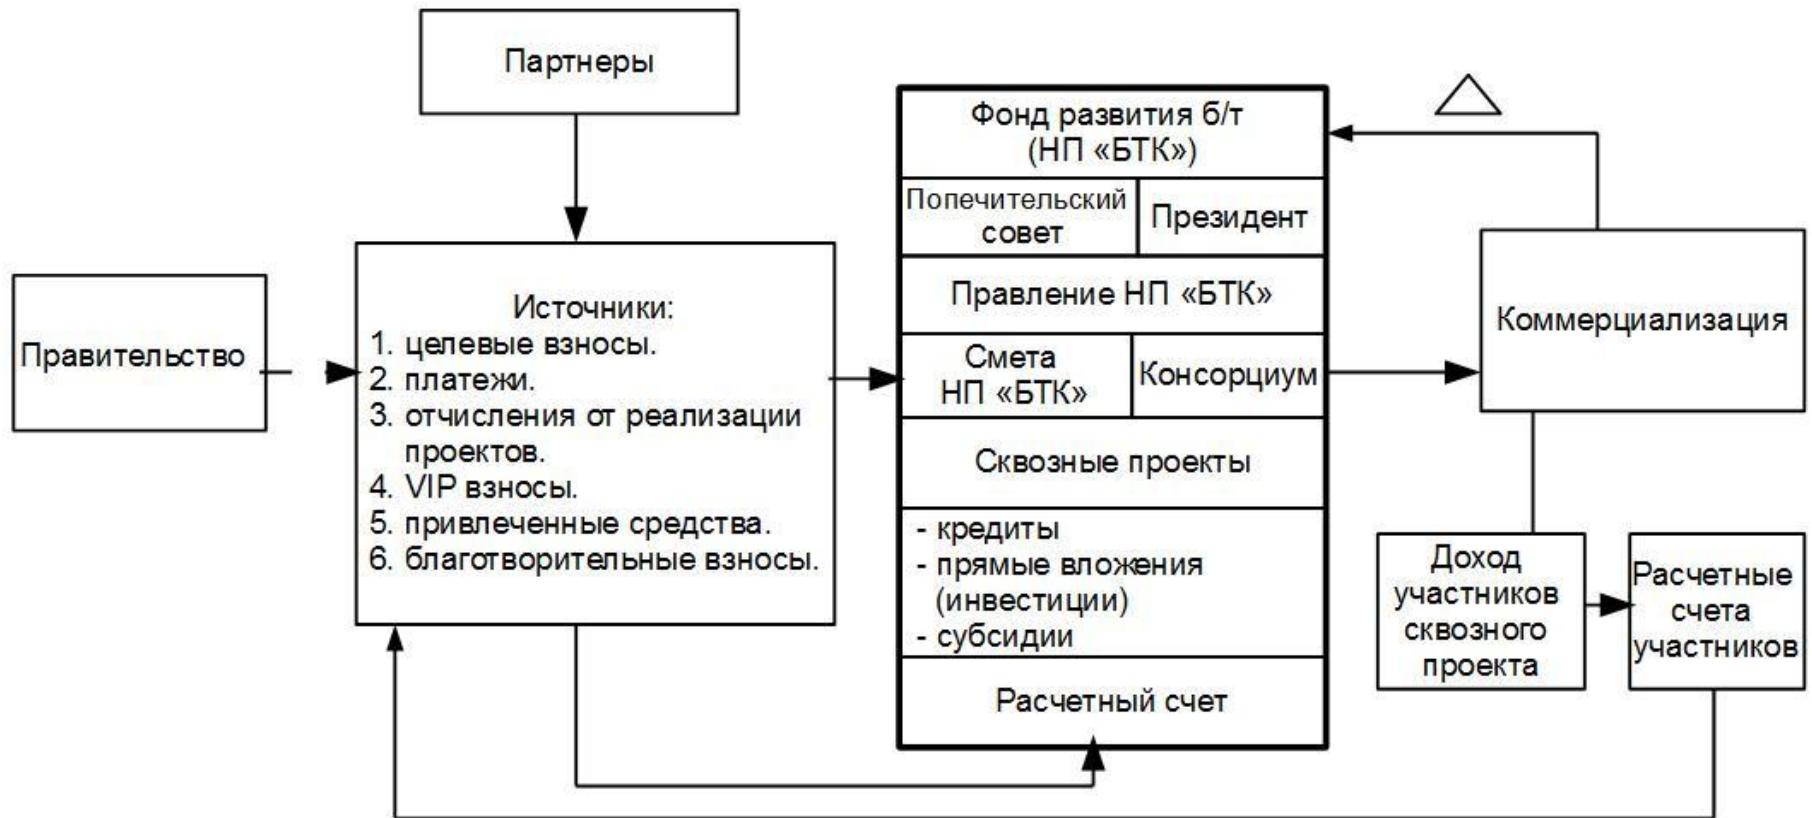 Партнеры
Правительство
Источники:
1. целевые взносы.
2. платежи.
3. отчисления от реализации
проектов.
4. VIP взносы.
5. привлеченные средства.
6. благотворительные взносы.
Фонд развития б/т
(НП «БТК»)
Попечительский
совет
Президент
Правление НП «БТК»
Смета
НП «БТК»
Консорциум
Сквозные проекты
- кредиты
- прямые вложения
(инвестиции)
- субсидии
Расчетный счет
Коммерциализация
Доход
участников
сквозного
проекта
Расчетные
счета
участников